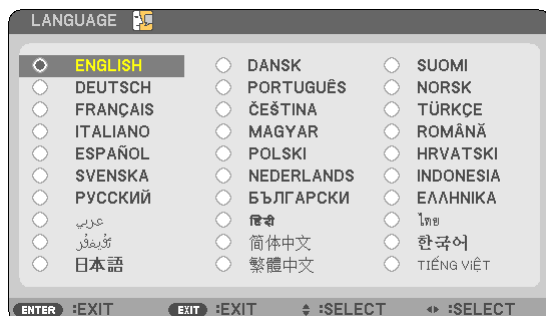 LANGUAGE
ENGLISH DANSK SUOMI
DEUTSCH PORTUGUÊS NORSK
FRANÇAIS ČEŠTINA TÜRKÇE
ITALIANO MAGYAR ROMÂNĂ
ESPAÑOL POLSKI HRVATSKI
SVENSKA NEDERLANDS INDONESIA
РУССКИЙ БЪЛГАРСКИ ΕΛΛΗΝΙΚΑ
عربي हिंदी ไทย
简体中文 한국어
日本語 繁體中文 TIẾNG VIỆT
ENTER :EXIT EXIT :EXIT :SELECT :SELECT